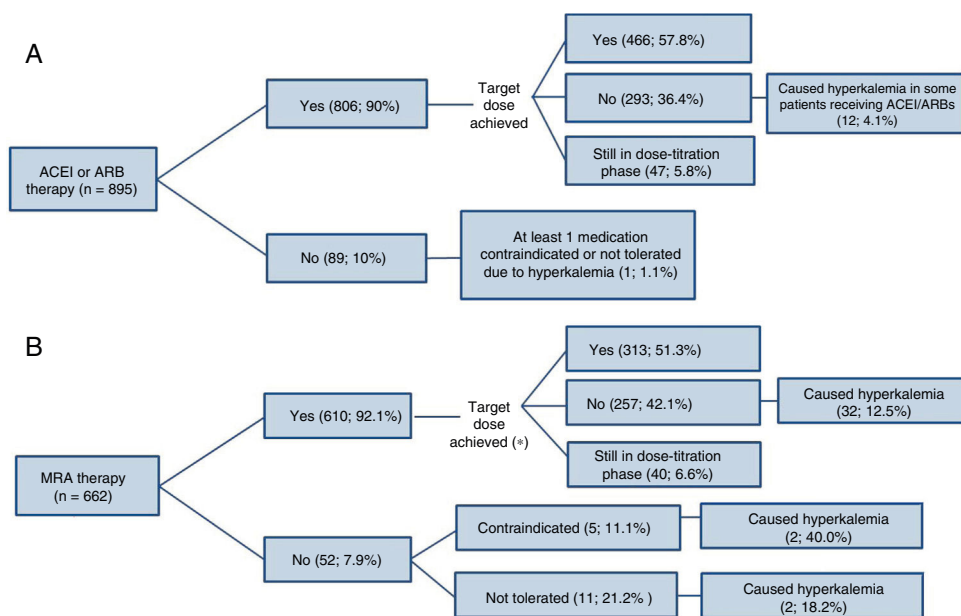 A
ACEI or ARB
therapy (n = 895)
Yes (806; 90%)
Target
dose
achieved
Yes (466; 57.8%)
No (293; 36.4%)
Caused hyperkalemia in some
patients receiving ACEI/ARBs
(12; 4.1%)
Still in dose-titration
phase (47; 5.8%)
No (89; 10%)
At least 1 medication
contraindicated or not tolerated
due to hyperkalemia (1; 1.1%)
B
MRA therapy
(n = 662)
Yes (610; 92.1%)
Target
dose
achieved (*)
Yes (313; 51.3%)
No (257; 42.1%)
Caused hyperkalemia
(32; 12.5%)
Still in dose-titration
phase (40; 6.6%)
No (52; 7.9%)
Contraindicated (5; 11.1%)
Caused hyperkalemia
(2; 40.0%)
Not tolerated (11; 21.2% )
Caused hyperkalemia
(2; 18.2%)